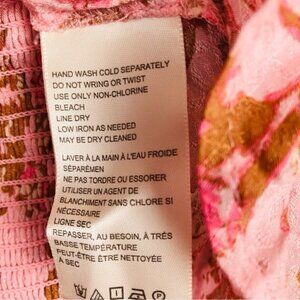 HAND WASH COLD SEPARATELY
DO NOT WRING OR TWIST
USE ONLY NON-CHLORINE
BLEACH
LINE DRY
LOW IRON AS NEEDED
MAY BE DRY CLEANED
LAVER À LA MAIN À L'EAU FROIDE
SÉPARÉMEN
NE PAS TORDRE OU ESSORER
UTILISER UN AGENT DE
BLANCHIMENT SANS CHLORE SI
NÉCESSAIRE
LIGNE SEC
REPASSER, AU BESOIN, À TRÈS
BASSE TEMPÉRATURE
PEUT-ÊTRE ÊTRE NETTOYÉE
À SEC